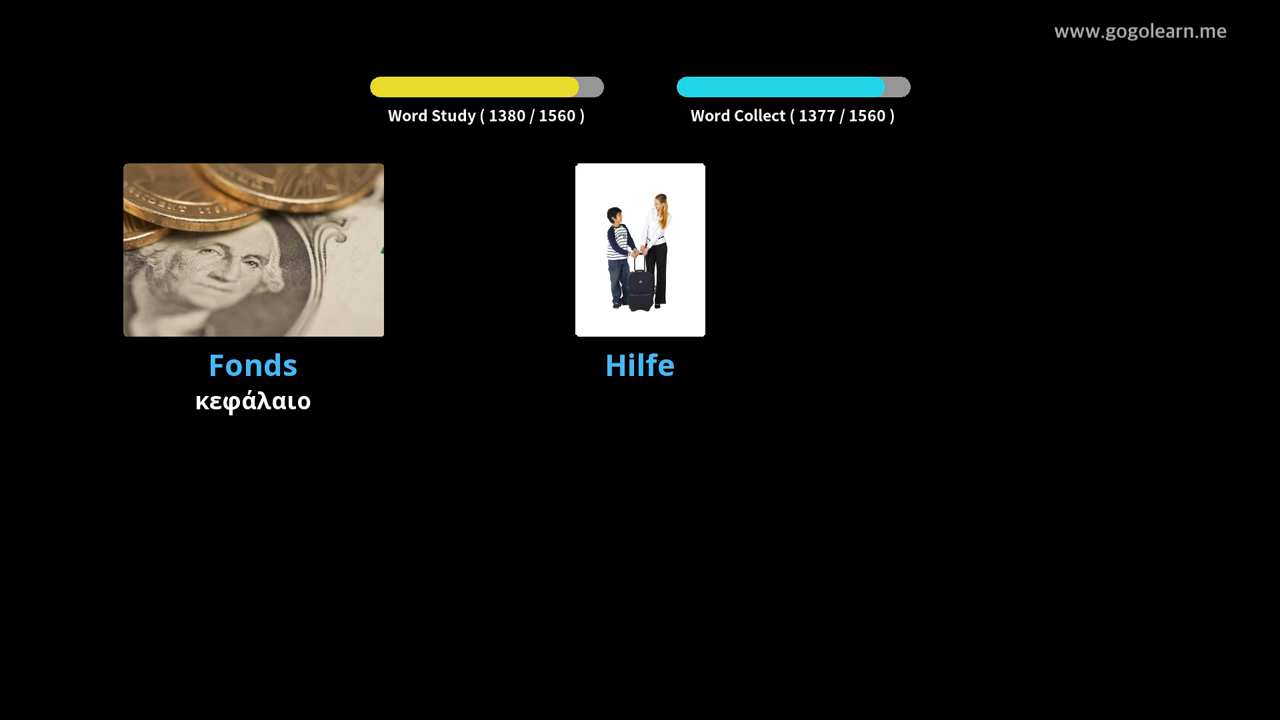 www.gogolearn.me
Word Study ( 1380 / 1560 )
Word Collect ( 1377 / 1560 )
Fonds
κεφάλαιο
Hilfe